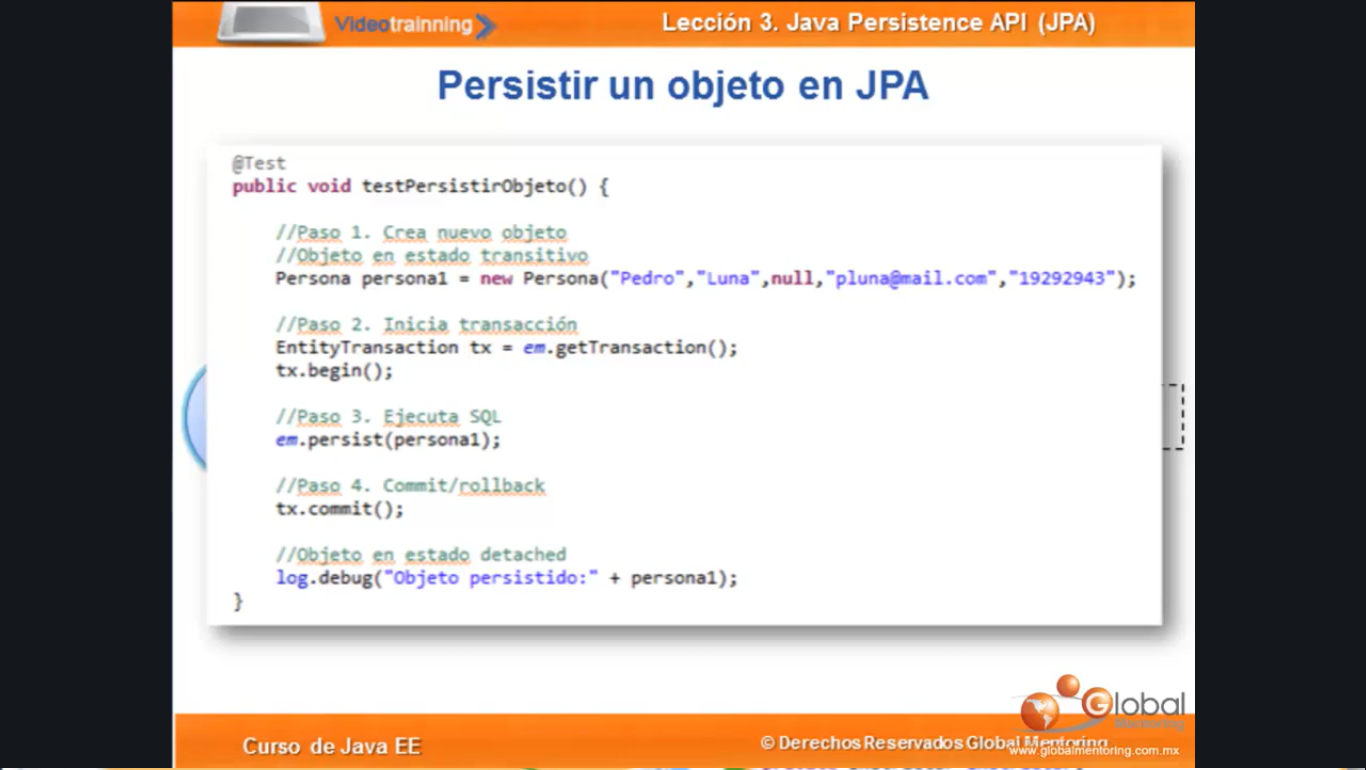 Videotrainning
Lección 3. Java Persistence API (JPA)
Persistir un objeto en JPA
@Test
public void testPersistirObjeto() {
//Paso 1. Crea nuevo objeto
//Objeto en estado transitivo
Persona persona1 = new Persona("Pedro","Luna",null,"pluna@mail.com","19292943");
//Paso 2. Inicia transacción
EntityTransaction tx = em.getTransaction();
tx.begin();
//Paso 3. Ejecuta SQL
em.persist(persona1);
//Paso 4. Commit/rollback
tx.commit();
//Objeto en estado detached
log.debug("Objeto persistido:" + persona1);
}
Global
Mentoring
Curso de Java EE
© Derechos Reservados Global Mentoring
www.globalmentoring.com.mx